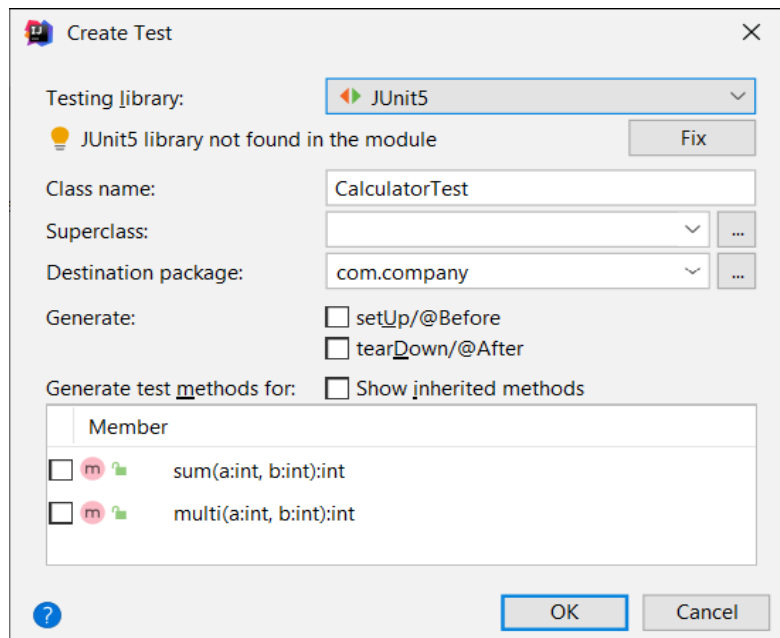 Create Test
Testing library: JUnit5
JUnit5 library not found in the module Fix
Class name: CalculatorTest
Superclass: ...
Destination package: com.company ...
Generate: setUp/@Before
tearDown/@After
Generate test methods for: Show inherited methods
Member
m sum(a:int, b:int):int
m multi(a:int, b:int):int
? OK Cancel